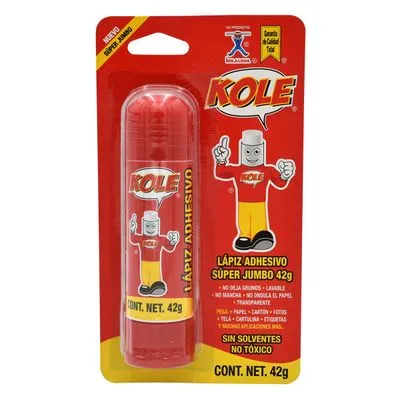 NUEVO
SÚPER JUMBO
UN PRODUCTO
Garantía
de Calidad
Total
KOLE
LÁPIZ ADHESIVO
SÚPER JUMBO 42g
• NO DEJA GRUMOS • LAVABLE
• NO MANCHA • NO ONDULA EL PAPEL
• TRANSPARENTE
PEGA: • PAPEL • CARTÓN • FOTOS
• TELA • CARTULINA • ETIQUETAS
Y MUCHAS APLICACIONES MÁS...
SIN SOLVENTES
NO TÓXICO
CONT. NET. 42g
KOLE
LÁPIZ ADHESIVO
KOLE
CONT. NET. 42g